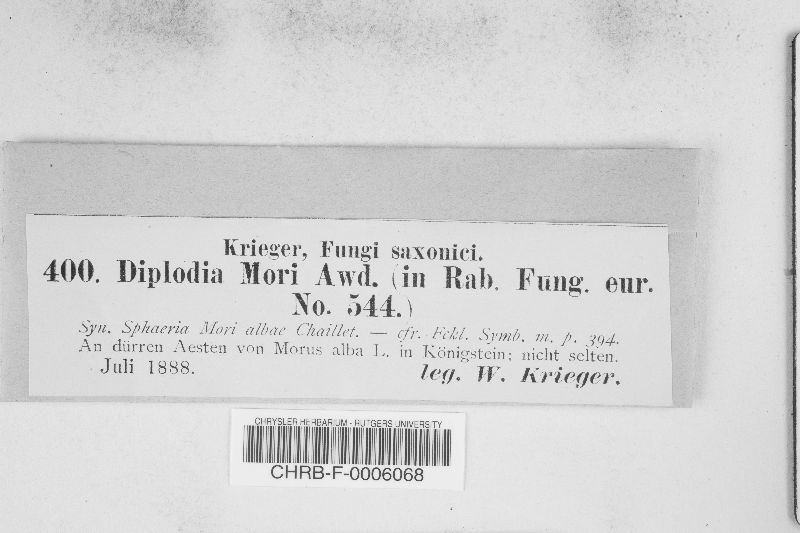 Krieger, Fungi saxonici.
400. Diplodia Mori Awd. (in Rab. Fung. eur.
No. 544.)
Syn. Sphaeria Mori albae Chaillet. — cfr. Fckl. Symb. m. p. 394.
An dürren Aesten von Morus alba L. in Königstein; nicht selten.
Juli 1888. leg. W. Krieger.
CHRYSLER HERBARIUM - RUTGERS UNIVERSITY
CHRB-F-0006068